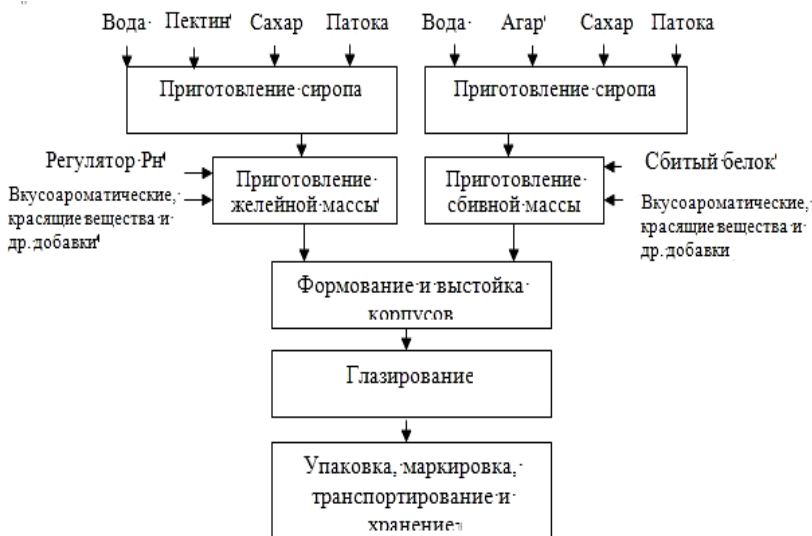 Вода Пектин Сахар Патока Вода Агар Сахар Патока
Приготовление сиропа
Приготовление сиропа
Регулятор Рн
Вкусоароматические,
красящие вещества и
др. добавки
Приготовление
желейной массы
Приготовление
сбивной массы
Сбитый белок
Вкусоароматические,
красящие вещества и
др. добавки
Формование и выстойка
корпусов
Глазирование
Упаковка, маркировка,
транспортирование и
хранение